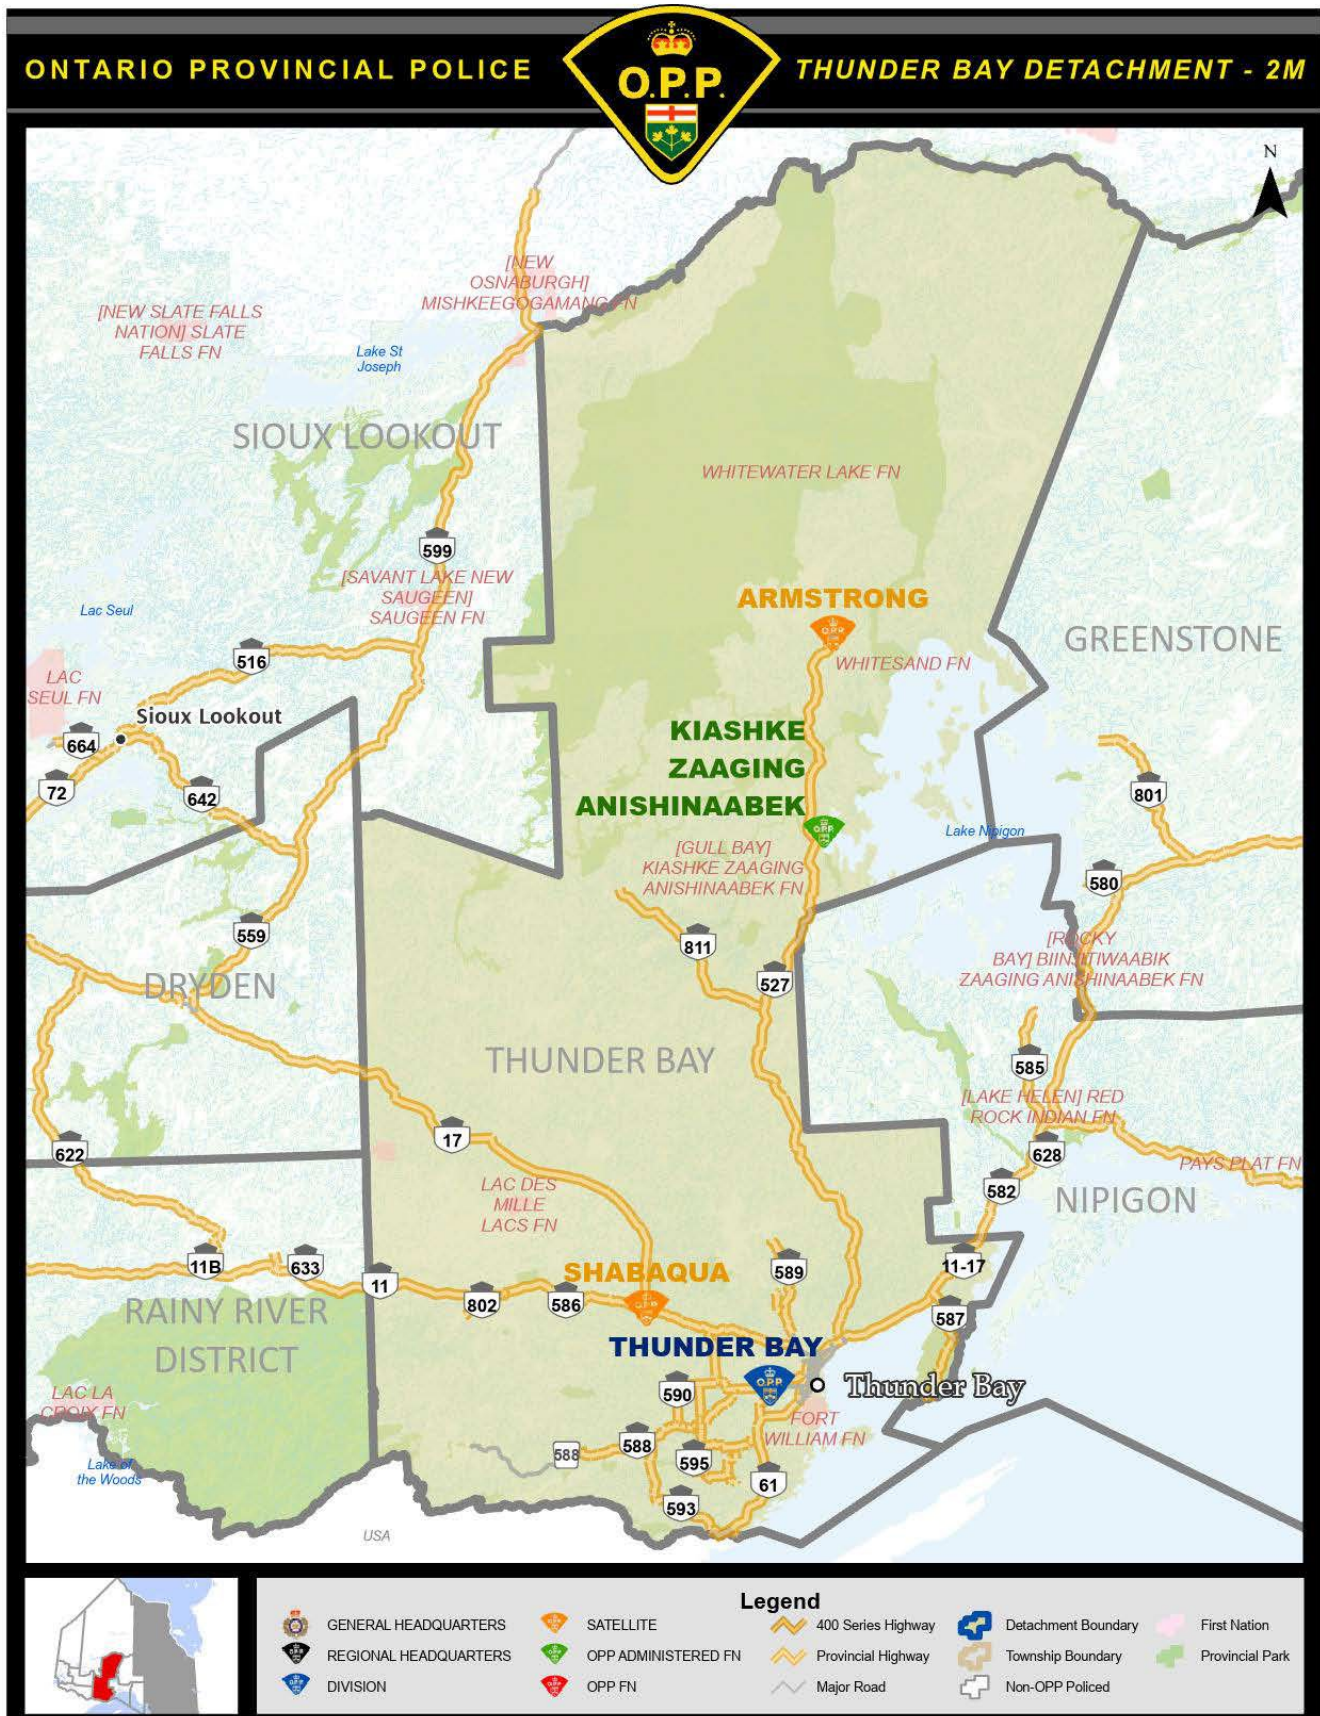 ONTARIO PROVINCIAL POLICE
O.P.P.
THUNDER BAY DETACHMENT - 2M
N
[NEW
OSNABURGH]
MISHKEEGOGAMANG FN
[NEW SLATE FALLS
NATION] SLATE
FALLS FN
Lake St
Joseph
SIOUX LOOKOUT
WHITEWATER LAKE FN
599
[SAVANT LAKE NEW
SAUGEEN]
SAUGEEN FN
Lac Seul
ARMSTRONG
O.P.P.
WHITESAND FN
GREENSTONE
516
LAC
SEUL FN
Sioux Lookout
664
72
642
KIASHKE
ZAAGING
ANISHINAABEK
O.P.P.
801
Lake Nipigon
[GULL BAY]
KIASHKE ZAAGING
ANISHINAABEK FN
580
559
811
527
DRYDEN
[ROCKY
BAY] BIINJITIWAABIK
ZAAGING ANISHINAABEK FN
THUNDER BAY
585
[LAKE HELEN] RED
ROCK INDIAN FN
17
622
628
PAYS PLAT FN
582
NIPIGON
LAC DES
MILLE
LACS FN
11B
633
11
802
586
SHABAQUA
O.P.P.
589
11-17
587
RAINY RIVER
DISTRICT
THUNDER BAY
O.P.P.
Thunder Bay
590
LAC LA
CROIX FN
FORT
WILLIAM FN
588
588
595
61
593
Lake of
the Woods
USA
Legend
GENERAL HEADQUARTERS
REGIONAL HEADQUARTERS
DIVISION
SATELLITE
OPP ADMINISTERED FN
OPP FN
400 Series Highway
Provincial Highway
Major Road
Detachment Boundary
Township Boundary
Non-OPP Policed
First Nation
Provincial Park